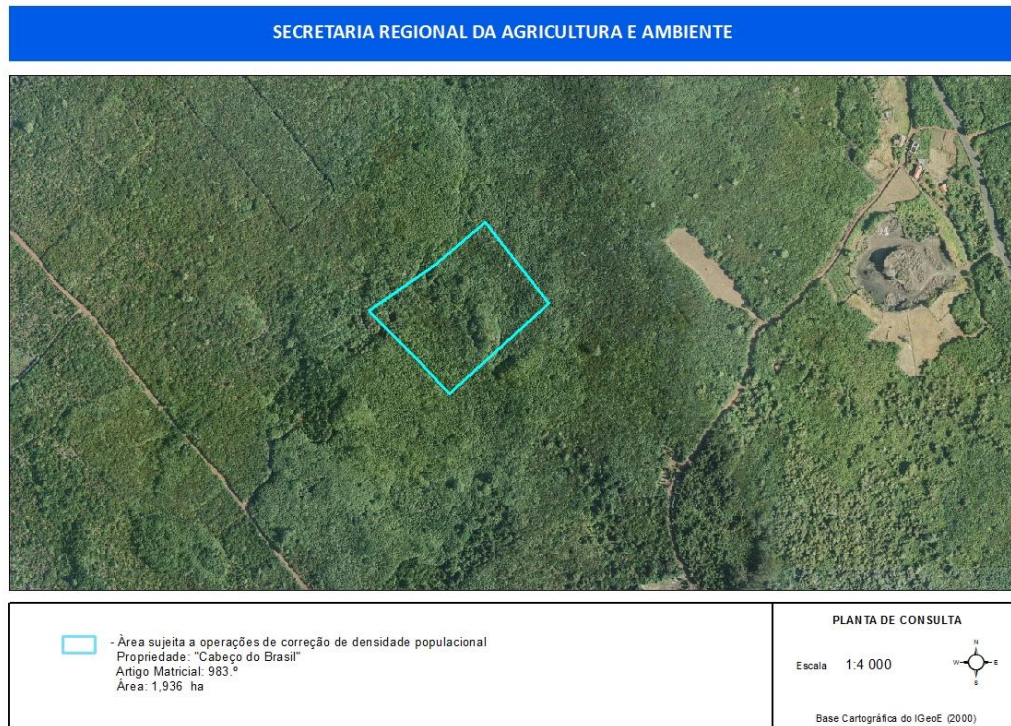 SECRETARIA REGIONAL DA AGRICULTURA E AMBIENTE
- Área sujeita a operações de correção de densidade populacional
Propriedade: "Cabeço do Brasil"
Artigo Matricial: 983.º
Área: 1,936 ha
PLANTA DE CONSULTA
Escala 1:4 000
N
W E
S
Base Cartográfica do IGeoE (2000)